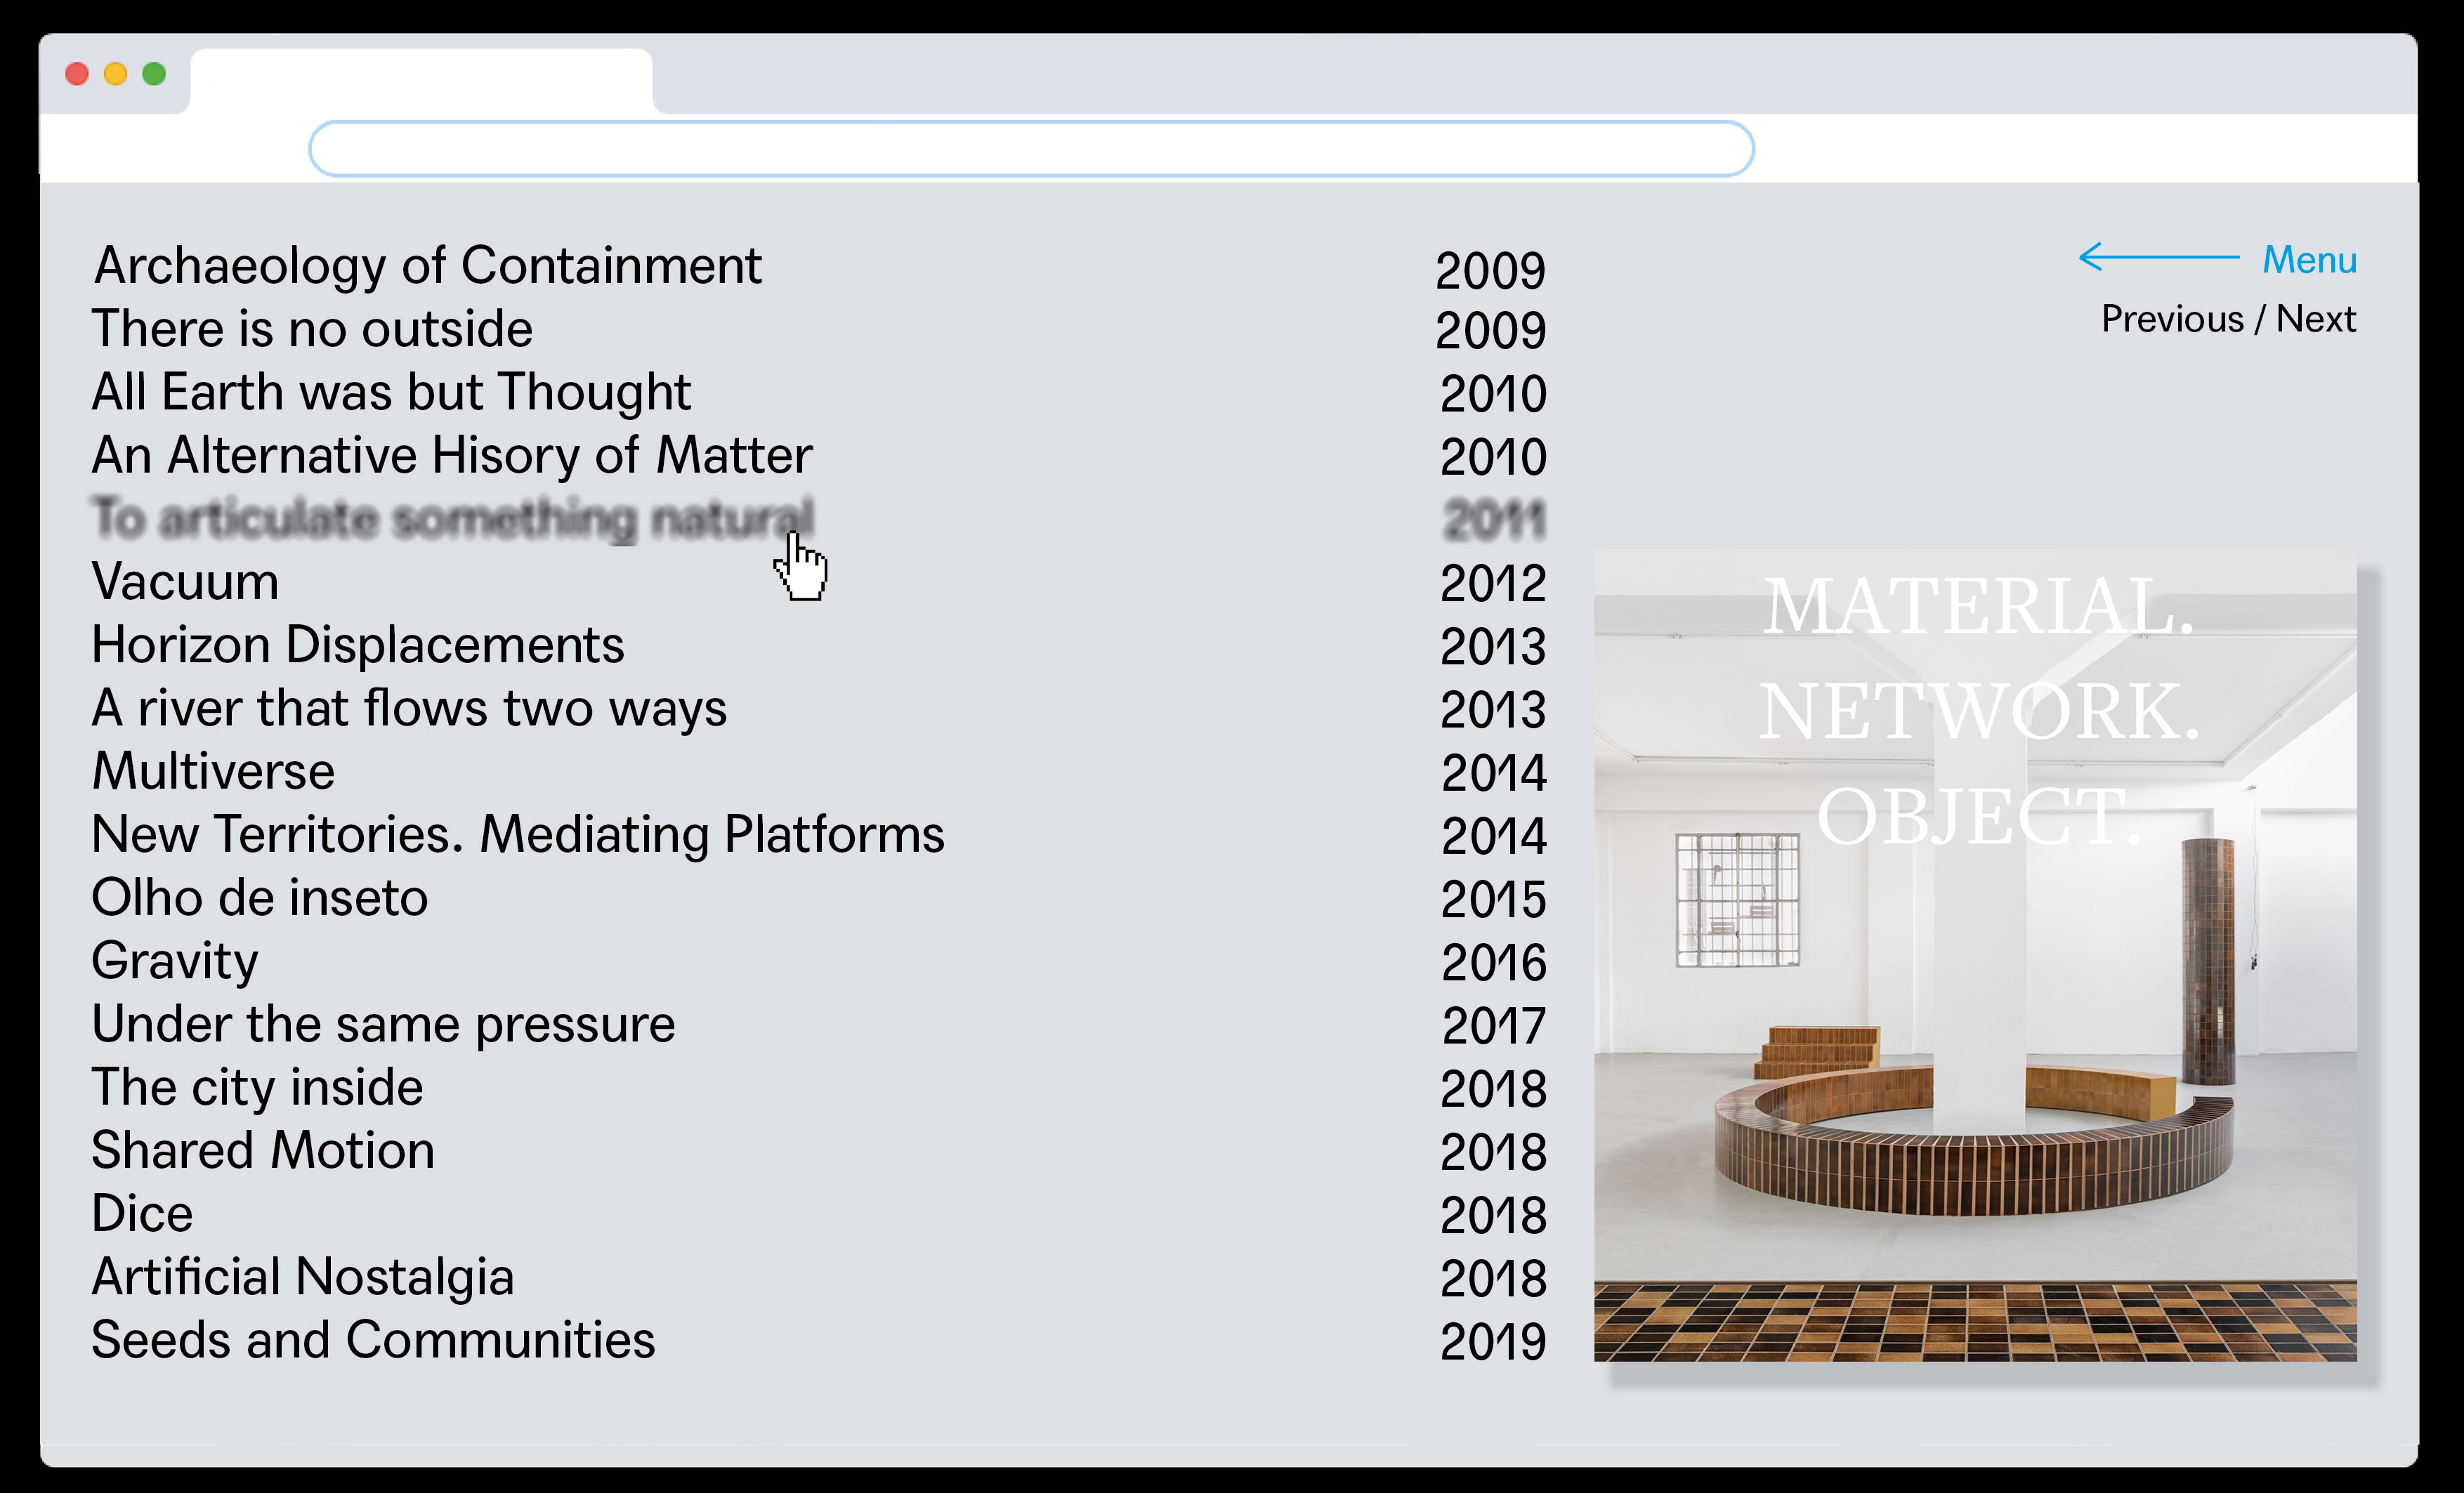 Archaeology of Containment 2009
There is no outside 2009
All Earth was but Thought 2010
An Alternative Hisory of Matter 2010
To articulate something natural 2011
Vacuum 2012
Horizon Displacements 2013
A river that flows two ways 2013
Multiverse 2014
New Territories. Mediating Platforms 2014
Olho de inseto 2015
Gravity 2016
Under the same pressure 2017
The city inside 2018
Shared Motion 2018
Dice 2018
Artificial Nostalgia 2018
Seeds and Communities 2019
Menu
Previous / Next
MATERIAL.
NETWORK.
OBJECT.